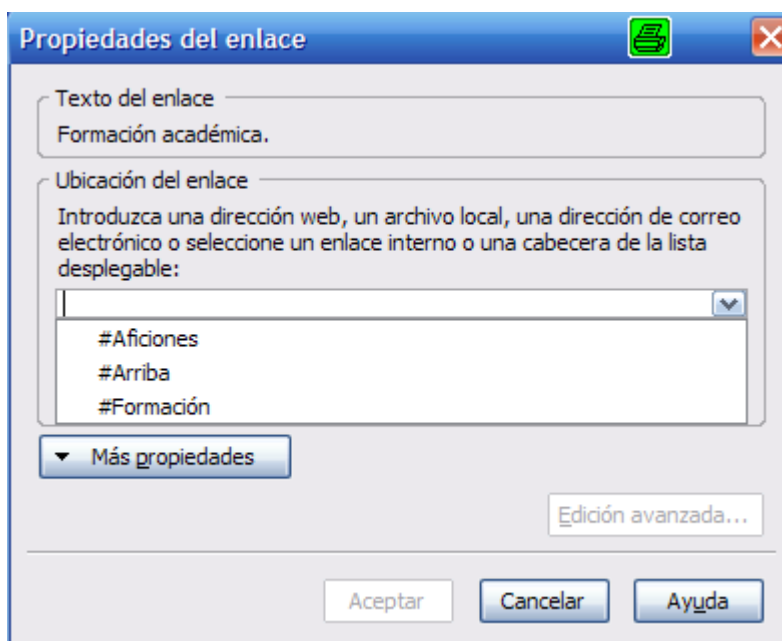 Propiedades del enlace
Texto del enlace
Formación académica.
Ubicación del enlace
Introduzca una dirección web, un archivo local, una dirección de correo
electrónico o seleccione un enlace interno o una cabecera de la lista
desplegable:
#Aficiones
#Arriba
#Formación
Más propiedades
Edición avanzada...
Aceptar
Cancelar
Ayuda